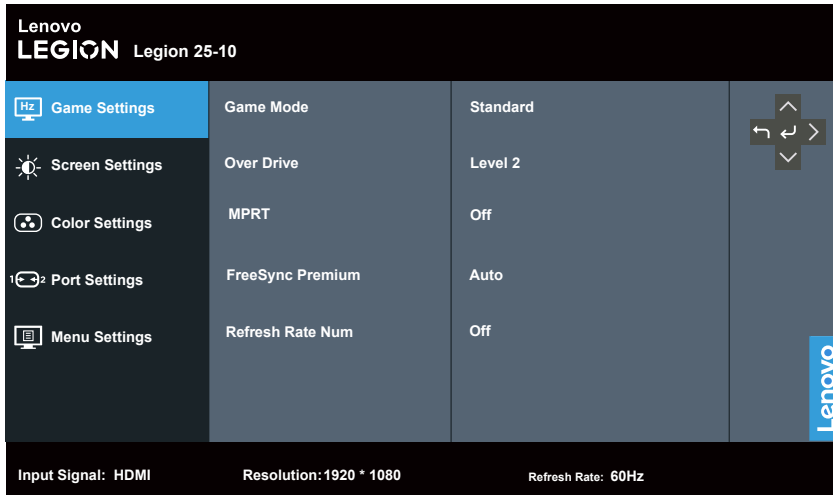 Lenovo
LEGION Legion 25-10
Hz Game Settings Game Mode Standard
Screen Settings Over Drive Level 2
Color Settings MPRT Off
1 2 Port Settings FreeSync Premium Auto
Menu Settings Refresh Rate Num Off
Lenovo
Input Signal: HDMI Resolution:1920 * 1080 Refresh Rate: 60Hz